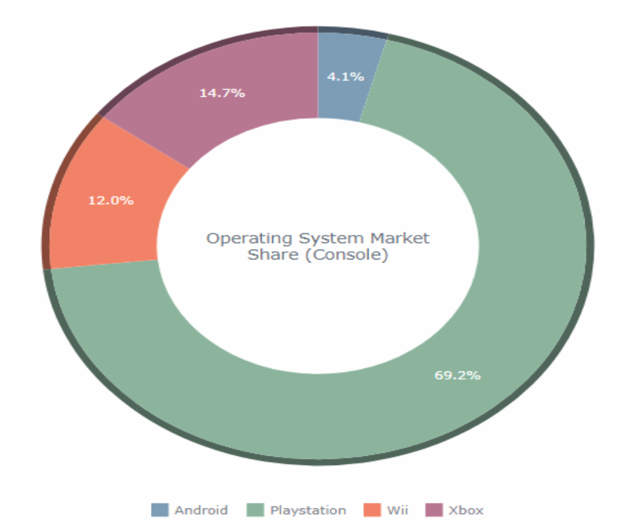 4.1%
14.7%
12.0%
Operating System Market
Share (Console)
69.2%
Android Playstation Wii Xbox